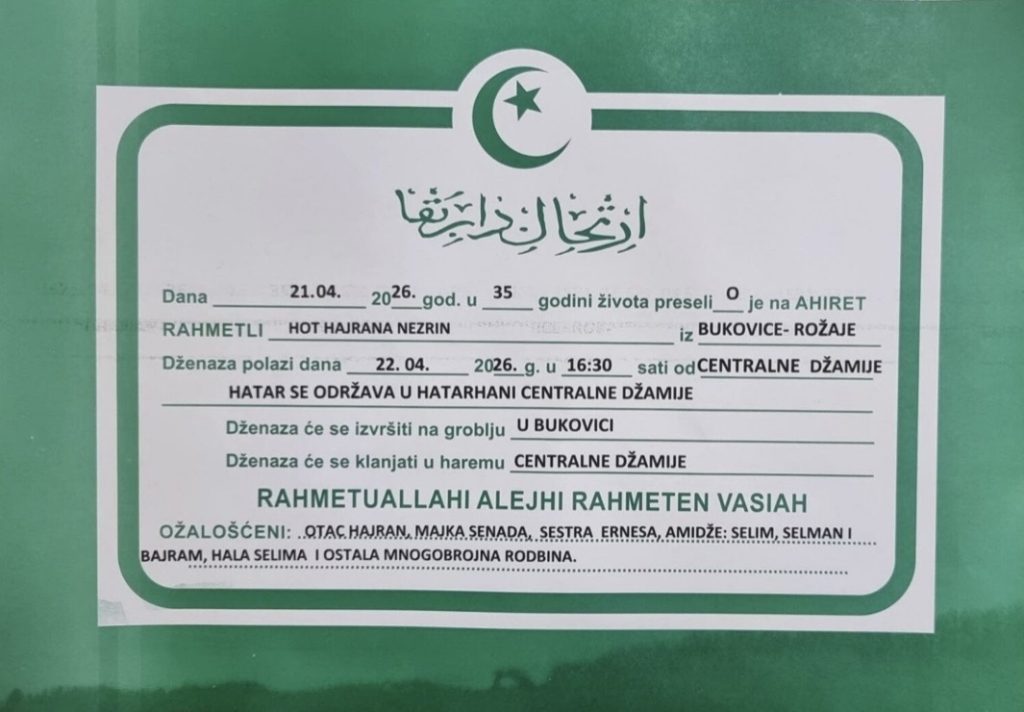 ارتحال دار بقا
Dana 21.04. 2026. god. u 35 godini života preseli O je na AHIRET
RAHMETLI HOT HAJRANA NEZRIN iz BUKOVICE- ROŽAJE
Dženaza polazi dana 22. 04. 2026. g. u 16:30 sati od CENTRALNE DŽAMIJE
HATAR SE ODRŽAVA U HATARHANI CENTRALNE DŽAMIJE
Dženaza će se izvršiti na groblju U BUKOVICI
Dženaza će se klanjati u haremu CENTRALNE DŽAMIJE
RAHMETUALLAHI ALEJHI RAHMETEN VASIAH
OŽALOŠĆENI: OTAC HAJRAN, MAJKA SENADA, SESTRA ERNESA, AMIDŽE: SELIM, SELMAN I
BAJRAM, HALA SELIMA I OSTALA MNOGOBROJNA RODBINA.